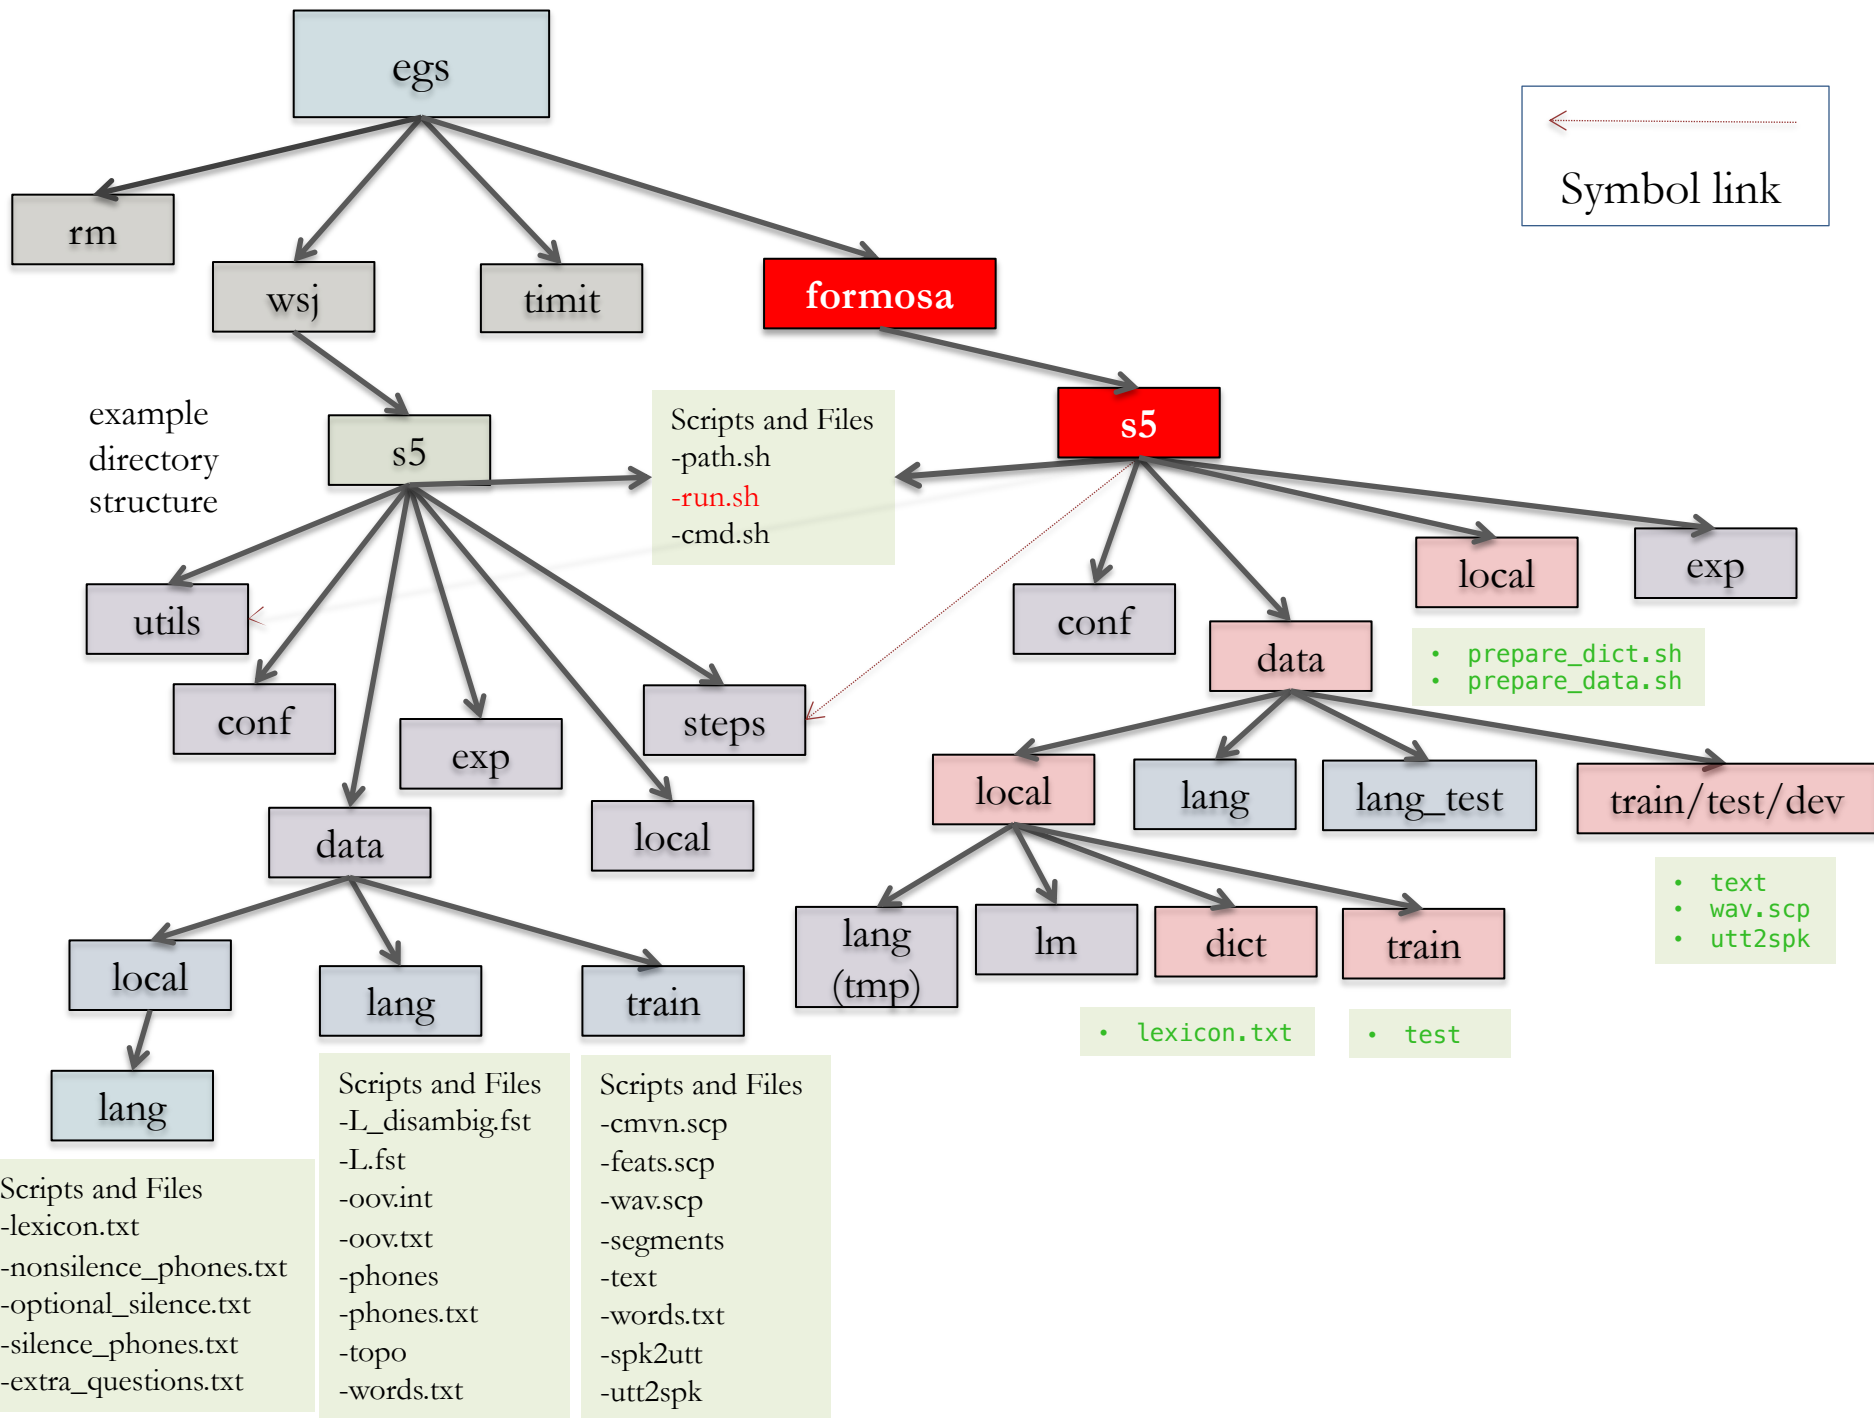 egs
Symbol link
rm
wsj
timit
formosa
example
directory
structure
s5
Scripts and Files
-path.sh
-run.sh
-cmd.sh
s5
utils
conf
data
exp
local
steps
conf
data
local
exp
• prepare_dict.sh
• prepare_data.sh
local
lang
lang_test
train/test/dev
• text
• wav.scp
• utt2spk
lang
(tmp)
lm
dict
train
• lexicon.txt
• test
local
lang
train
lang
Scripts and Files
-lexicon.txt
-nonsilence_phones.txt
-optional_silence.txt
-silence_phones.txt
-extra_questions.txt
Scripts and Files
-L_disambig.fst
-L.fst
-oov.int
-oov.txt
-phones
-phones.txt
-topo
-words.txt
Scripts and Files
-cmvn.scp
-feats.scp
-wav.scp
-segments
-text
-words.txt
-spk2utt
-utt2spk